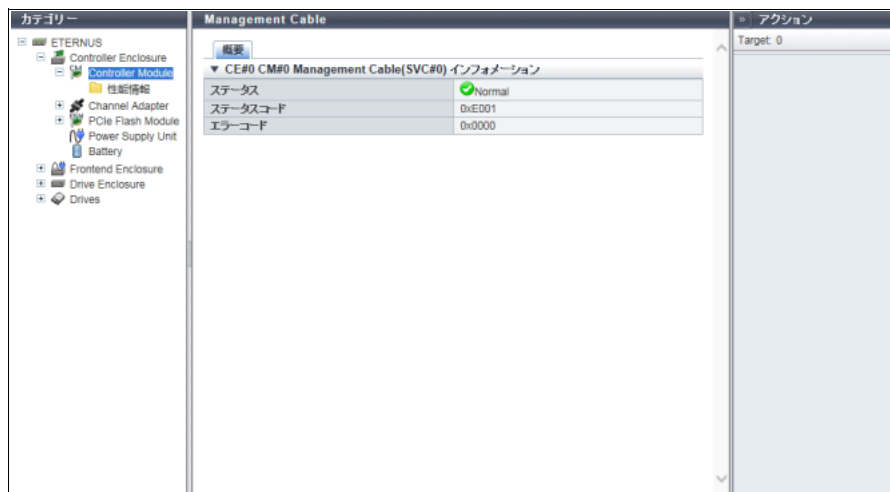 カテゴリー
ETERNUS
Controller Enclosure
Controller Module
性能情報
Channel Adapter
PCIe Flash Module
Power Supply Unit
Battery
Frontend Enclosure
Drive Enclosure
Drives
Management Cable
概要
▼ CE#0 CM#0 Management Cable(SVC#0) インフォメーション
ステータス Normal
ステータスコード 0xE001
エラーコード 0x0000
» アクション
Target: 0